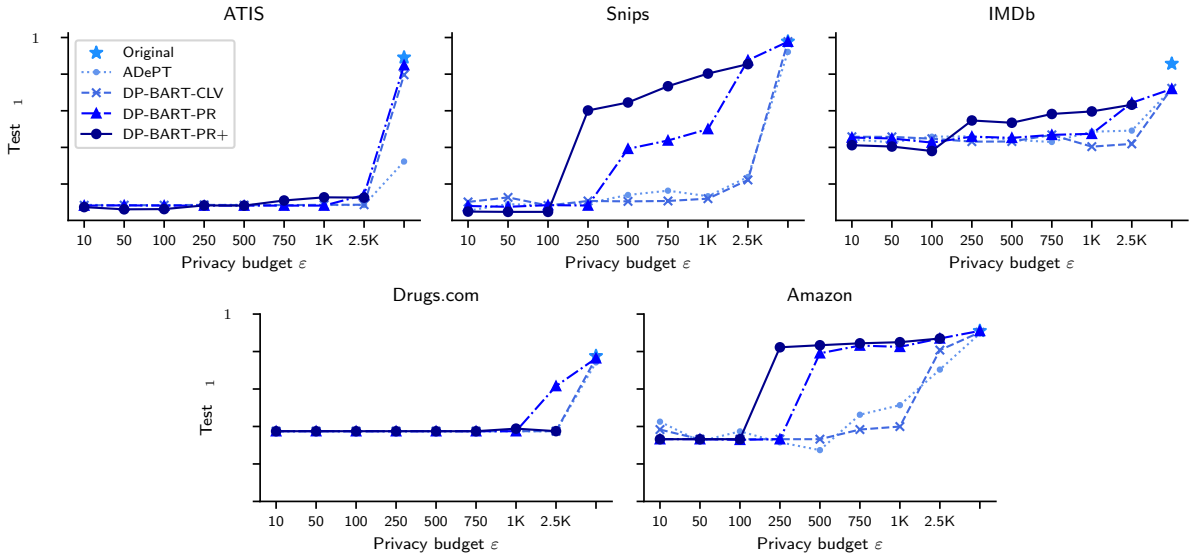 ATIS Snips IMDb
1
Original
ADePT
DP-BART-CLV
DP-BART-PR
DP-BART-PR+
Test 1
10 50 100 250 500 750 1K 2.5K
Privacy budget ε
10 50 100 250 500 750 1K 2.5K
Privacy budget ε
10 50 100 250 500 750 1K 2.5K
Privacy budget ε
Drugs.com Amazon
1
Test 1
10 50 100 250 500 750 1K 2.5K
Privacy budget ε
10 50 100 250 500 750 1K 2.5K
Privacy budget ε